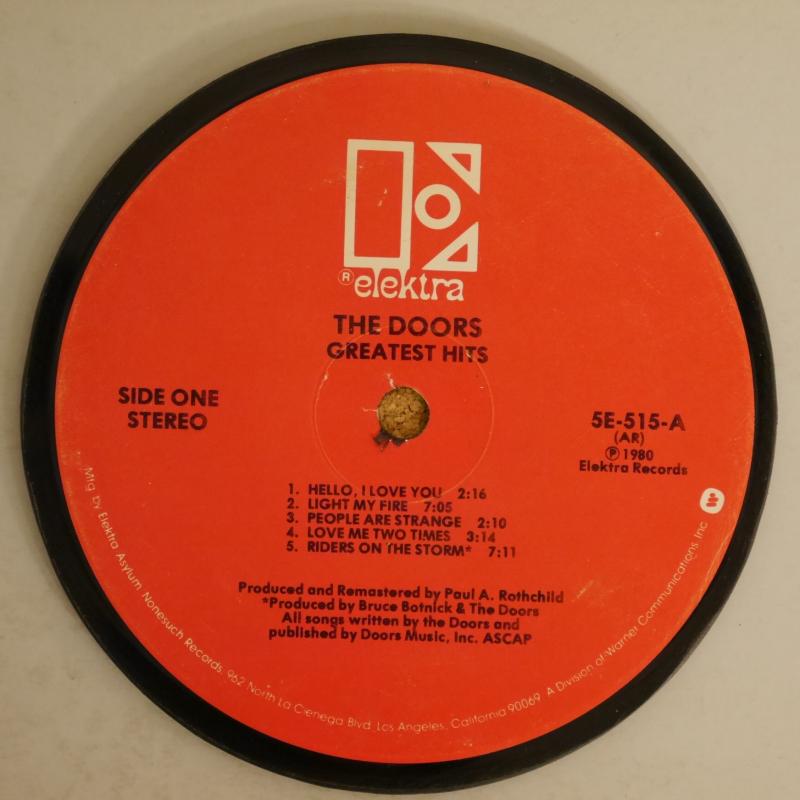 ® elektra
THE DOORS
GREATEST HITS
SIDE ONE
STEREO
5E-515-A
(AR)
℗ 1980
Elektra Records
1. HELLO, I LOVE YOU 2:16
2. LIGHT MY FIRE 7:05
3. PEOPLE ARE STRANGE 2:10
4. LOVE ME TWO TIMES 3:14
5. RIDERS ON THE STORM* 7:11
Produced and Remastered by Paul A. Rothchild
*Produced by Bruce Botnick & The Doors
All songs written by the Doors and
published by Doors Music, Inc. ASCAP
Mfg. by Elektra Asylum Nonesuch Records, 962 North La Cienega Blvd. Los Angeles, California 90069 A Division of Warner Communications Inc